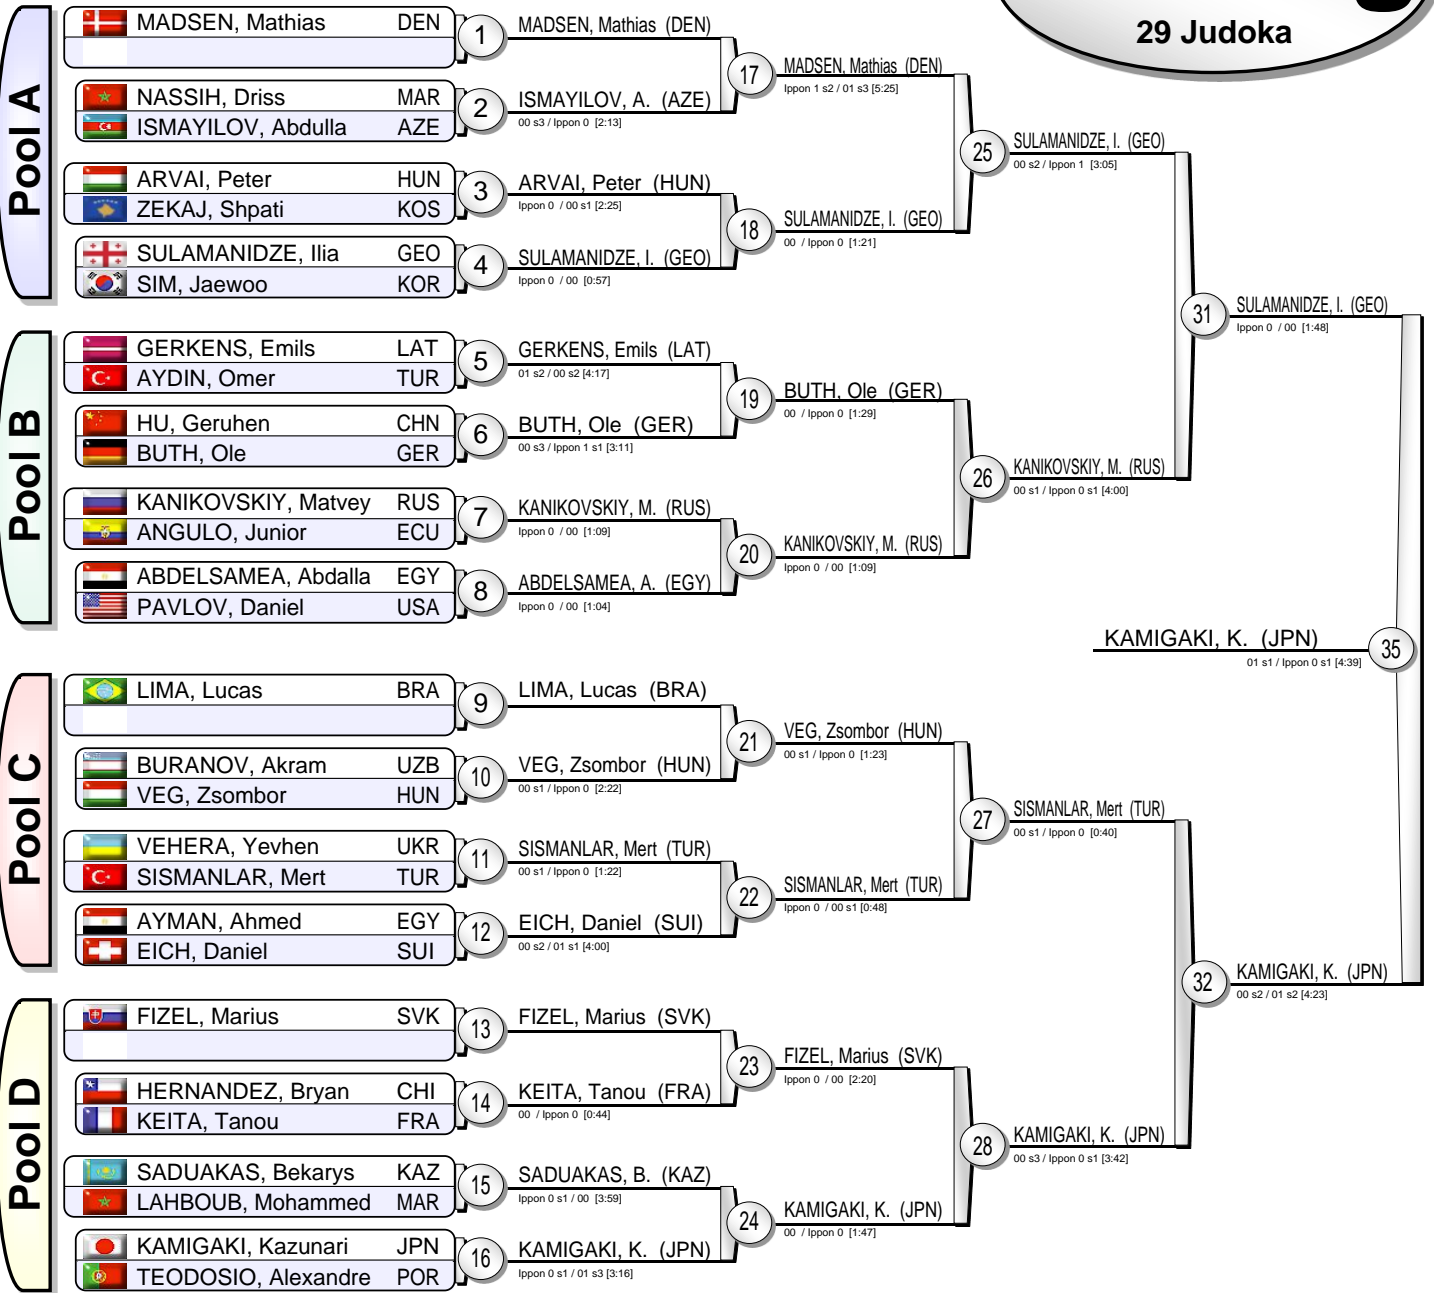 29 Judoka
Pool A
MADSEN, Mathias DEN
1
NASSIH, Driss MAR
ISMAYILOV, Abdulla AZE
2
ARVAI, Peter HUN
ZEKAJ, Shpati KOS
3
SULAMANIDZE, Ilia GEO
SIM, Jaewoo KOR
4
Pool B
GERKENS, Emils LAT
AYDIN, Omer TUR
5
HU, Geruhen CHN
BUTH, Ole GER
6
KANIKOVSKIY, Matvey RUS
ANGULO, Junior ECU
7
ABDELSAMEA, Abdalla EGY
PAVLOV, Daniel USA
8
Pool C
LIMA, Lucas BRA
9
BURANOV, Akram UZB
VEG, Zsombor HUN
10
VEHERA, Yevhen UKR
SISMANLAR, Mert TUR
11
AYMAN, Ahmed EGY
EICH, Daniel SUI
12
Pool D
FIZEL, Marius SVK
13
HERNANDEZ, Bryan CHI
KEITA, Tanou FRA
14
SADUAKAS, Bekarys KAZ
LAHBOUB, Mohammed MAR
15
KAMIGAKI, Kazunari JPN
TEODOSIO, Alexandre POR
16
MADSEN, Mathias (DEN)
ISMAYILOV, A. (AZE)
00 s3 / Ippon 0 [2:13]
17
ARVAI, Peter (HUN)
Ippon 0 / 00 s1 [2:25]
SULAMANIDZE, I. (GEO)
Ippon 0 / 00 [0:57]
18
GERKENS, Emils (LAT)
01 s2 / 00 s2 [4:17]
BUTH, Ole (GER)
00 s3 / Ippon 1 s1 [3:11]
19
KANIKOVSKIY, M. (RUS)
Ippon 0 / 00 [1:09]
ABDELSAMEA, A. (EGY)
Ippon 0 / 00 [1:04]
20
LIMA, Lucas (BRA)
VEG, Zsombor (HUN)
00 s1 / Ippon 0 [2:22]
21
SISMANLAR, Mert (TUR)
00 s1 / Ippon 0 [1:22]
EICH, Daniel (SUI)
00 s2 / 01 s1 [4:00]
22
FIZEL, Marius (SVK)
KEITA, Tanou (FRA)
00 / Ippon 0 [0:44]
23
SADUAKAS, B. (KAZ)
Ippon 0 s1 / 00 [3:59]
KAMIGAKI, K. (JPN)
Ippon 0 s1 / 01 s3 [3:16]
24
MADSEN, Mathias (DEN)
Ippon 1 s2 / 01 s3 [5:25]
SULAMANIDZE, I. (GEO)
00 / Ippon 0 [1:21]
25
BUTH, Ole (GER)
00 / Ippon 0 [1:29]
KANIKOVSKIY, M. (RUS)
Ippon 0 / 00 [1:09]
26
VEG, Zsombor (HUN)
00 s1 / Ippon 0 [1:23]
SISMANLAR, Mert (TUR)
Ippon 0 / 00 s1 [0:48]
27
FIZEL, Marius (SVK)
Ippon 0 / 00 [2:20]
KAMIGAKI, K. (JPN)
00 / Ippon 0 [1:47]
28
SULAMANIDZE, I. (GEO)
00 s2 / Ippon 1 [3:05]
KANIKOVSKIY, M. (RUS)
00 s1 / Ippon 0 s1 [4:00]
31
SISMANLAR, Mert (TUR)
00 s1 / Ippon 0 [0:40]
KAMIGAKI, K. (JPN)
00 s3 / Ippon 0 s1 [3:42]
32
SULAMANIDZE, I. (GEO)
Ippon 0 / 00 [1:48]
KAMIGAKI, K. (JPN)
00 s2 / 01 s2 [4:23]
KAMIGAKI, K. (JPN)
01 s1 / Ippon 0 s1 [4:39]
35